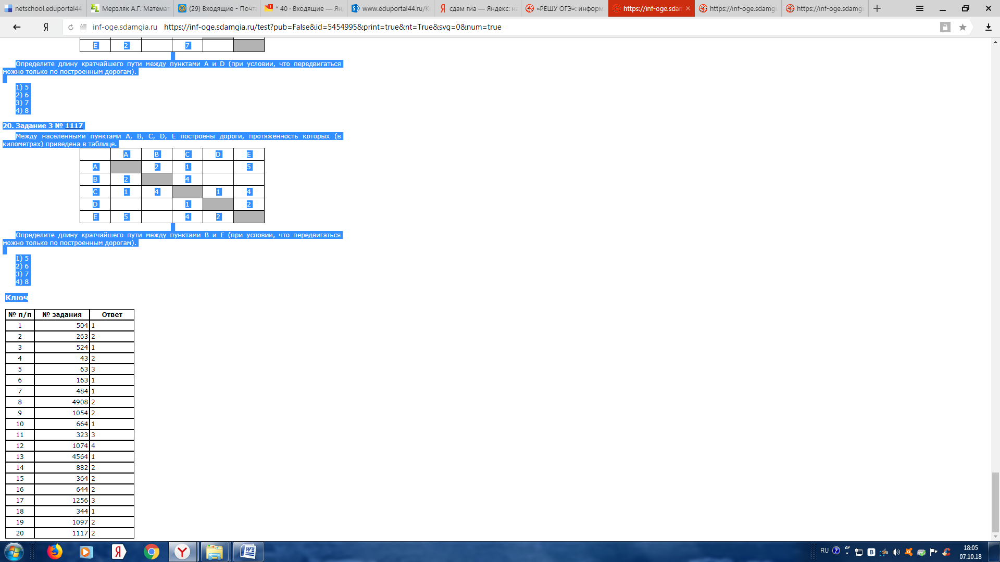 netschool.eduportal44
Мерзляк А.Г. Математ
(29) Входящие - Почта
* 40 · Входящие — Ян
www.eduportal44.ru/К
сдам гиа — Яндекс: на
«РЕШУ ОГЭ»: информ
https://inf-oge.sdam
https://inf-oge.sdamgi
https://inf-oge.sdamgi
inf-oge.sdamgia.ru https://inf-oge.sdamgia.ru/test?pub=False&id=5454995&print=true&nt=True&svg=0&num=true
E 2 7
Определите длину кратчайшего пути между пунктами A и D (при условии, что передвигаться
можно только по построенным дорогам).
1) 5
2) 6
3) 7
4) 8
20. Задание 3 № 1117
Между населёнными пунктами A, B, C, D, E построены дороги, протяжённость которых (в
километрах) приведена в таблице.
A B C D E
A 2 1 5
B 2 4
C 1 4 1 4
D 1 2
E 5 4 2
Определите длину кратчайшего пути между пунктами B и E (при условии, что передвигаться
можно только по построенным дорогам).
1) 5
2) 6
3) 7
4) 8
Ключ
№ п/п № задания Ответ
1 504 1
2 263 2
3 524 1
4 43 2
5 63 3
6 163 1
7 484 1
8 4908 2
9 1054 2
10 664 1
11 323 3
12 1074 4
13 4564 1
14 882 2
15 364 2
16 644 2
17 1256 3
18 344 1
19 1097 2
20 1117 2
RU
18:05
07.10.18